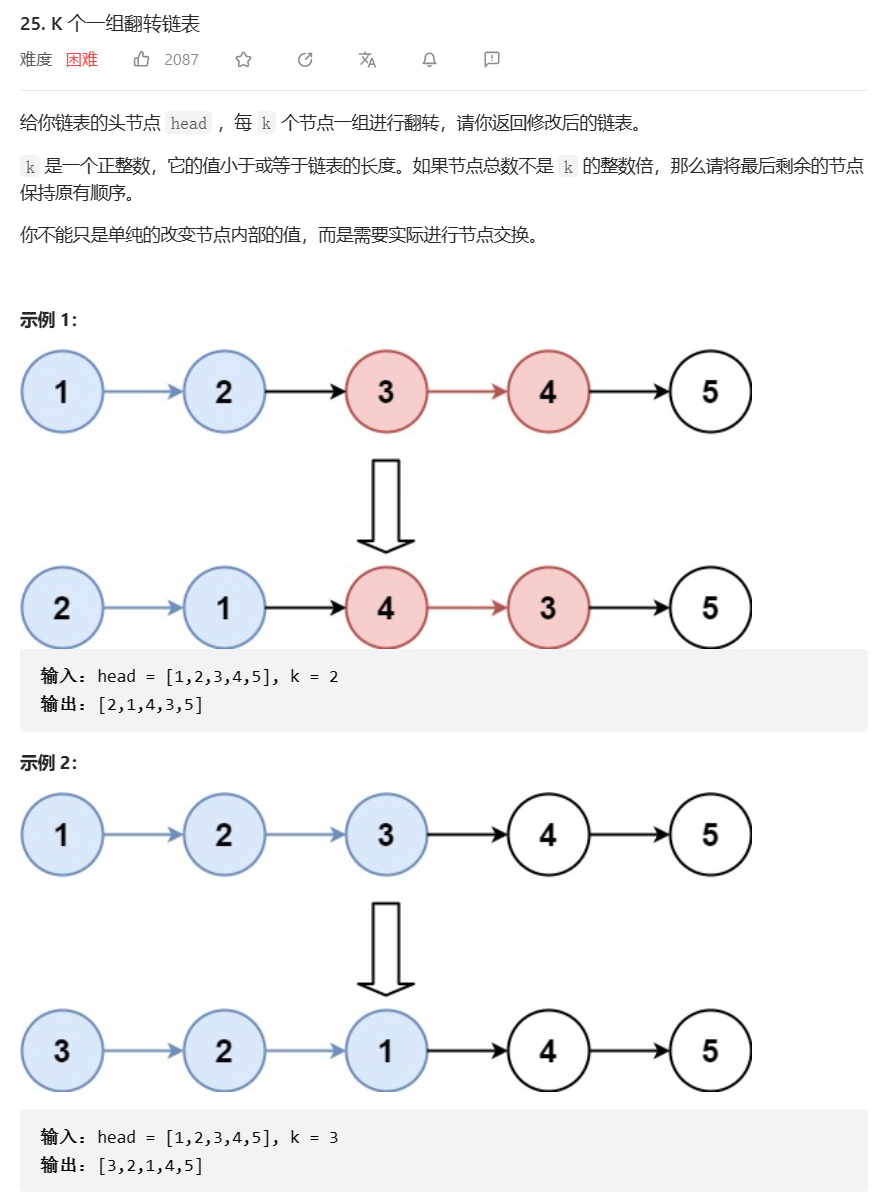 25. K 个一组翻转链表
难度 困难 2087
给你链表的头节点 head ，每 k 个节点一组进行翻转，请你返回修改后的链表。
k 是一个正整数，它的值小于或等于链表的长度。如果节点总数不是 k 的整数倍，那么请将最后剩余的节点
保持原有顺序。
你不能只是单纯的改变节点内部的值，而是需要实际进行节点交换。
示例 1：
1 2 3 4 5
2 1 4 3 5
输入：head = [1,2,3,4,5], k = 2
输出：[2,1,4,3,5]
示例 2：
1 2 3 4 5
3 2 1 4 5
输入：head = [1,2,3,4,5], k = 3
输出：[3,2,1,4,5]